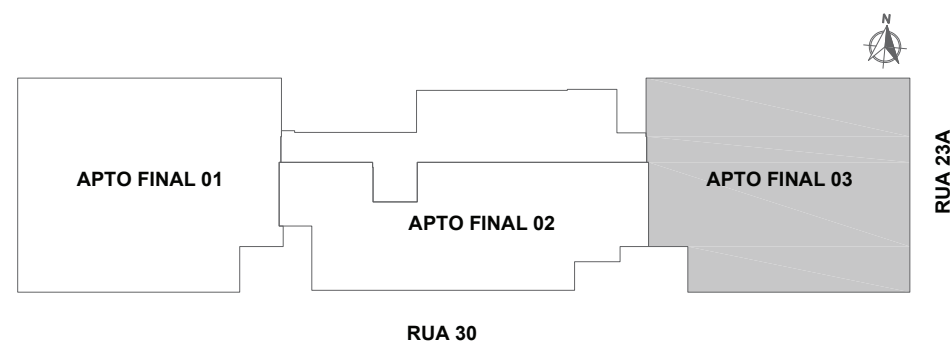 N
APTO FINAL 01
APTO FINAL 02
APTO FINAL 03
RUA 23A
RUA 30